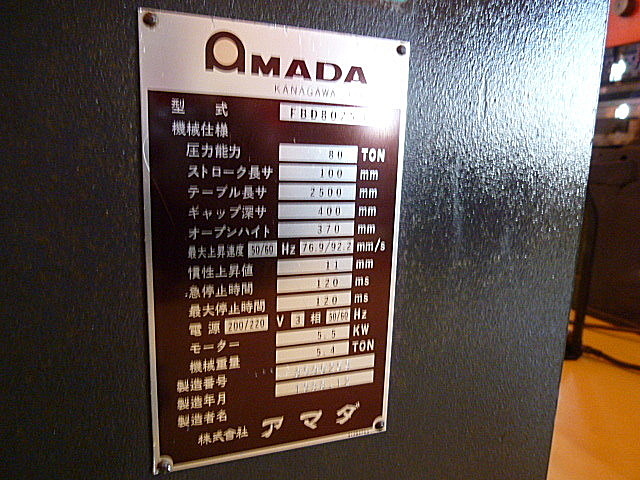 AMADA
KANAGAWA
型 式
機械仕様
圧力能力 80 TON
ストローク長サ 100 mm
テーブル長サ 2500 mm
ギャップ深サ 400 mm
オープンハイト 370 mm
最大上昇速度 50/60 Hz 76.9/92.2 mm/s
慣性上昇値 11 mm
急停止時間 120 ms
最大停止時間 120 ms
電源 200/220 V 3 相 50/60 Hz
モーター 5.5 KW
機械重量 5.4 TON
製造番号
製造年月
製造者名
株式會社 アマダ